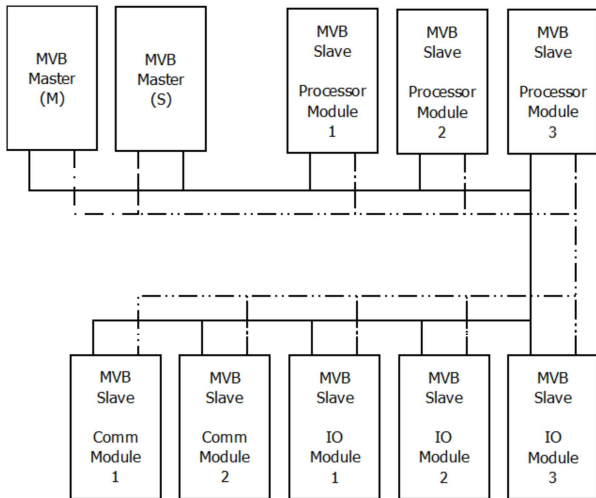 MVB
Master
(M)
MVB
Master
(S)
MVB
Slave
Processor
Module
1
MVB
Slave
Processor
Module
2
MVB
Slave
Processor
Module
3
MVB
Slave
Comm
Module
1
MVB
Slave
Comm
Module
2
MVB
Slave
IO
Module
1
MVB
Slave
IO
Module
2
MVB
Slave
IO
Module
3